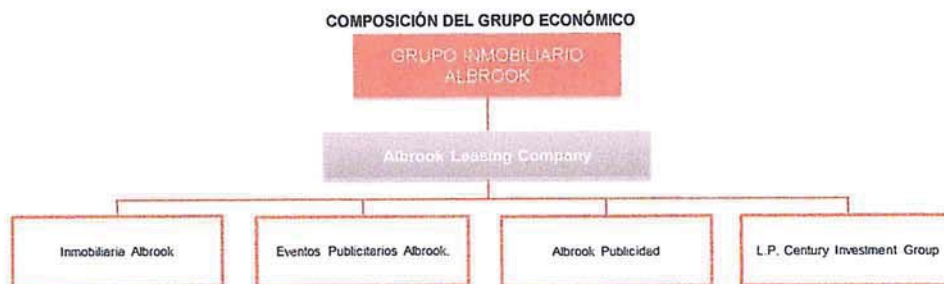 COMPOSICIÓN DEL GRUPO ECONÓMICO
GRUPO INMOBILIARIO
ALBROOK
Albrook Leasing Company
Inmobiliaria Albrook
Eventos Publicitarios Albrook.
Albrook Publicidad
L.P. Century Investment Group